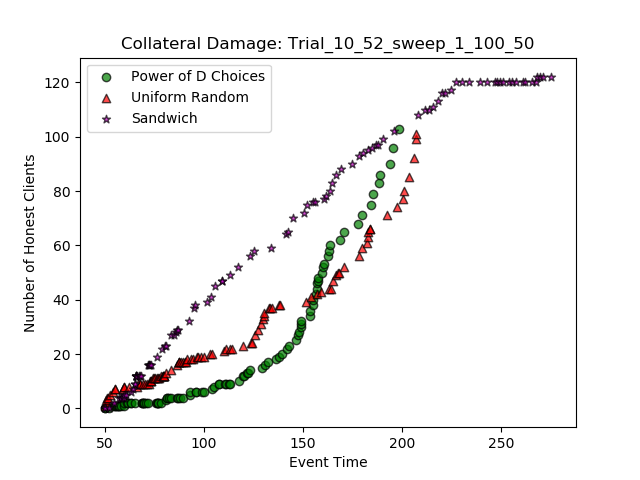 Collateral Damage: Trial_10_52_sweep_1_100_50
Power of D Choices
Uniform Random
Sandwich
120
100
80
60
40
20
0
Number of Honest Clients
50
100
150
200
250
Event Time